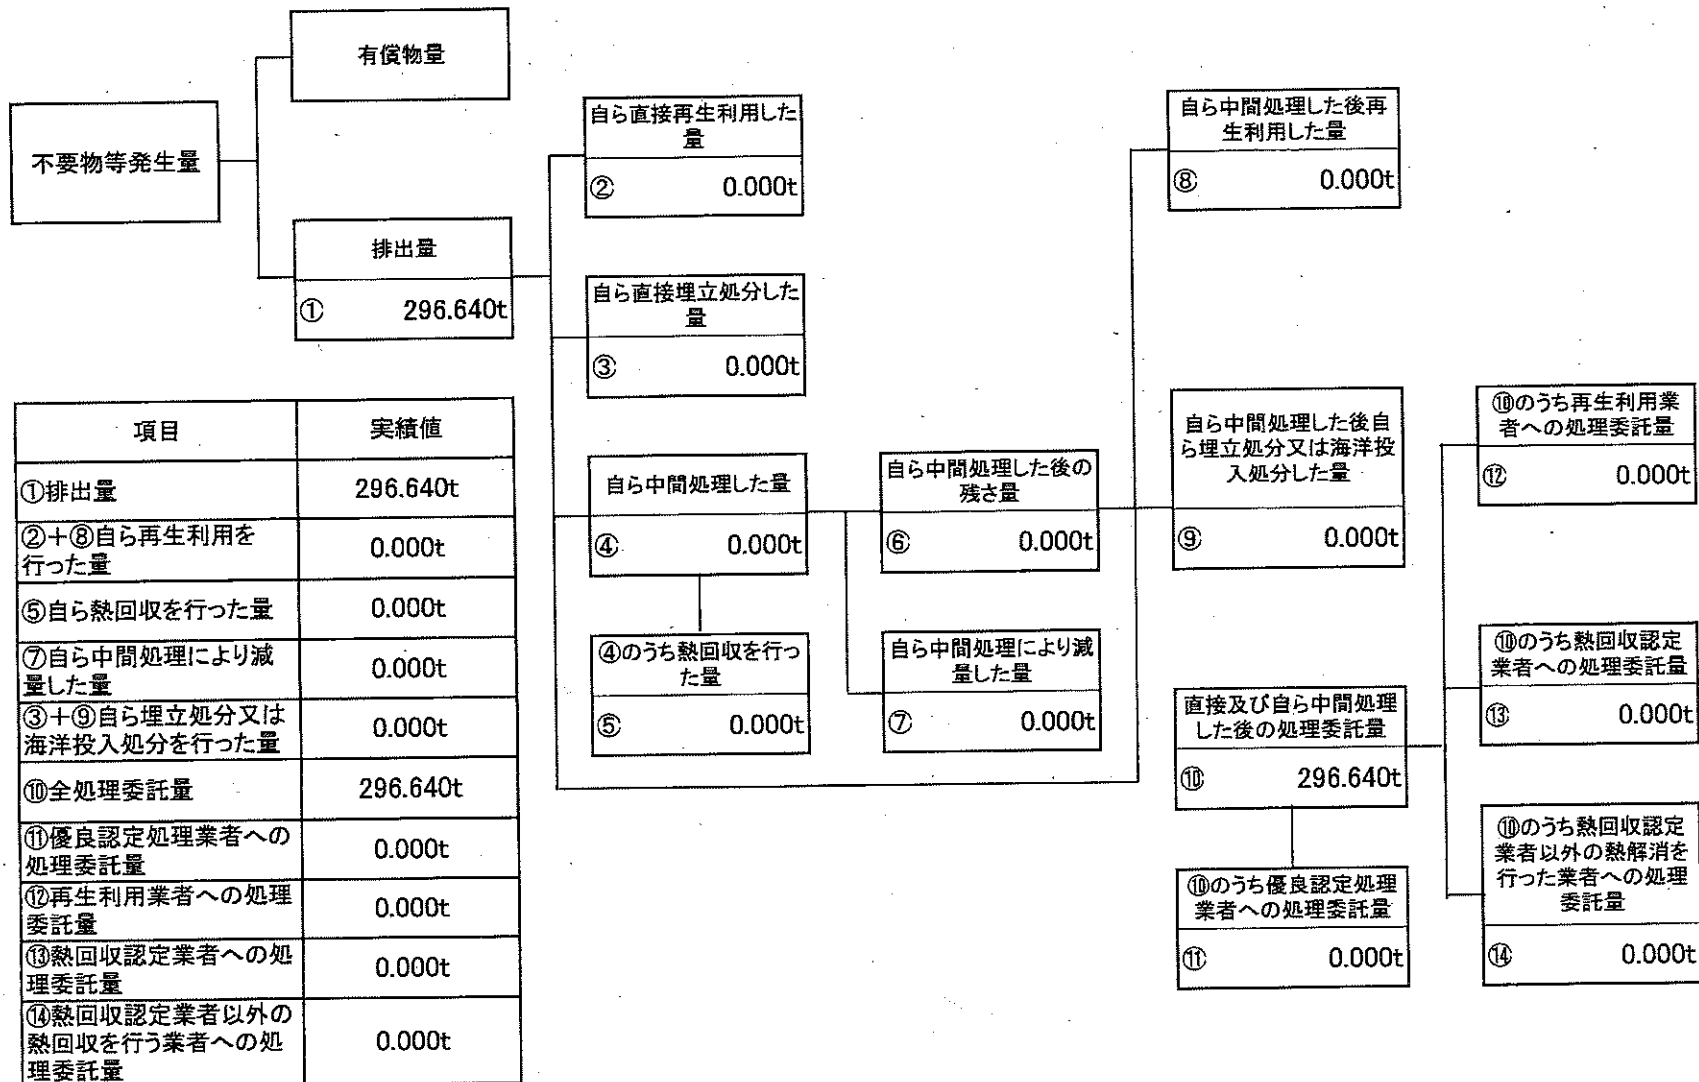 有償物量
不要物等発生量
排出量
① 296.640t
自ら直接再生利用した
量
② 0.000t
自ら直接埋立処分した
量
③ 0.000t
自ら中間処理した量
④ 0.000t
④のうち熱回収を行っ
た量
⑤ 0.000t
自ら中間処理した後の
残さ量
⑥ 0.000t
自ら中間処理により減
量した量
⑦ 0.000t
自ら中間処理した後再
生利用した量
⑧ 0.000t
自ら中間処理した後自
ら埋立処分又は海洋投
入処分した量
⑨ 0.000t
直接及び自ら中間処理
した後の処理委託量
⑩ 296.640t
⑩のうち優良認定処理
業者への処理委託量
⑪ 0.000t
⑩のうち再生利用業
者への処理委託量
⑫ 0.000t
⑩のうち熱回収認定
業者への処理委託量
⑬ 0.000t
⑩のうち熱回収認定
業者以外の熱解消を
行った業者への処理
委託量
⑭ 0.000t
項目 実績値
①排出量 296.640t
②+⑧自ら再生利用を
行った量 0.000t
⑤自ら熱回収を行った量 0.000t
⑦自ら中間処理により減
量した量 0.000t
③+⑨自ら埋立処分又は
海洋投入処分を行った量 0.000t
⑩全処理委託量 296.640t
⑪優良認定処理業者への
処理委託量 0.000t
⑫再生利用業者への処理
委託量 0.000t
⑬熱回収認定業者への処
理委託量 0.000t
⑭熱回収認定業者以外の
熱回収を行う業者への処
理委託量 0.000t